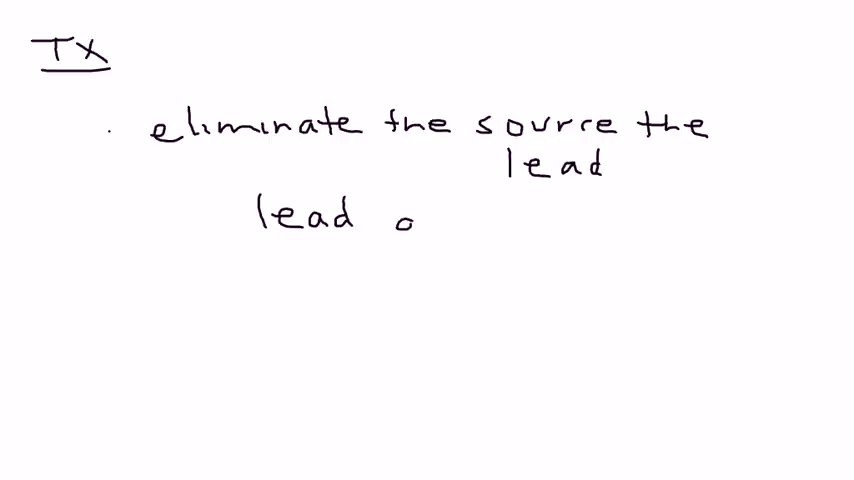 TX
· eliminate the source the
lead
lead o